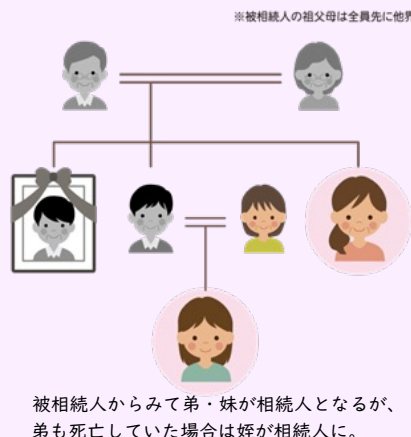 ※被相続人の祖父母は全員先に他界
被相続人からみて弟・妹が相続人となるが、
弟も死亡していた場合は姪が相続人に。